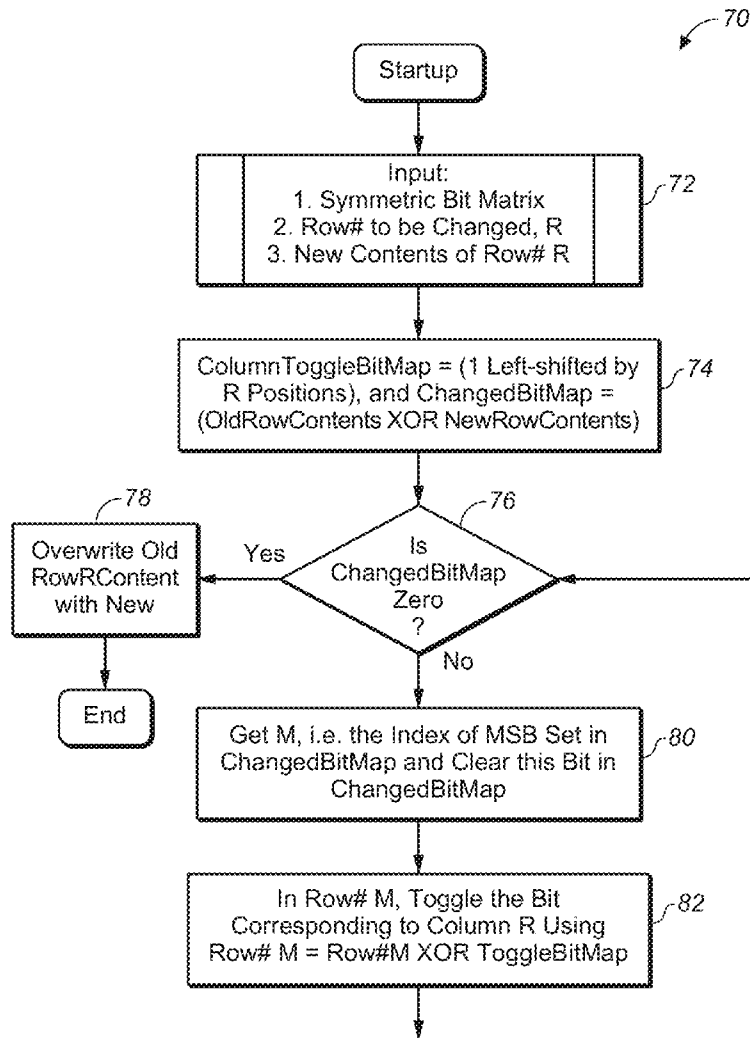 70
Startup
Input:
1. Symmetric Bit Matrix
2. Row# to be Changed, R
3. New Contents of Row# R
72
ColumnToggleBitMap = (1 Left-shifted by
R Positions), and ChangedBitMap =
(OldRowContents XOR NewRowContents)
74
76
Is
ChangedBitMap
Zero
?
Yes
No
78
Overwrite Old
RowRContent
with New
End
Get M, i.e. the Index of MSB Set in
ChangedBitMap and Clear this Bit in
ChangedBitMap
80
In Row# M, Toggle the Bit
Corresponding to Column R Using
Row# M = Row#M XOR ToggleBitMap
82